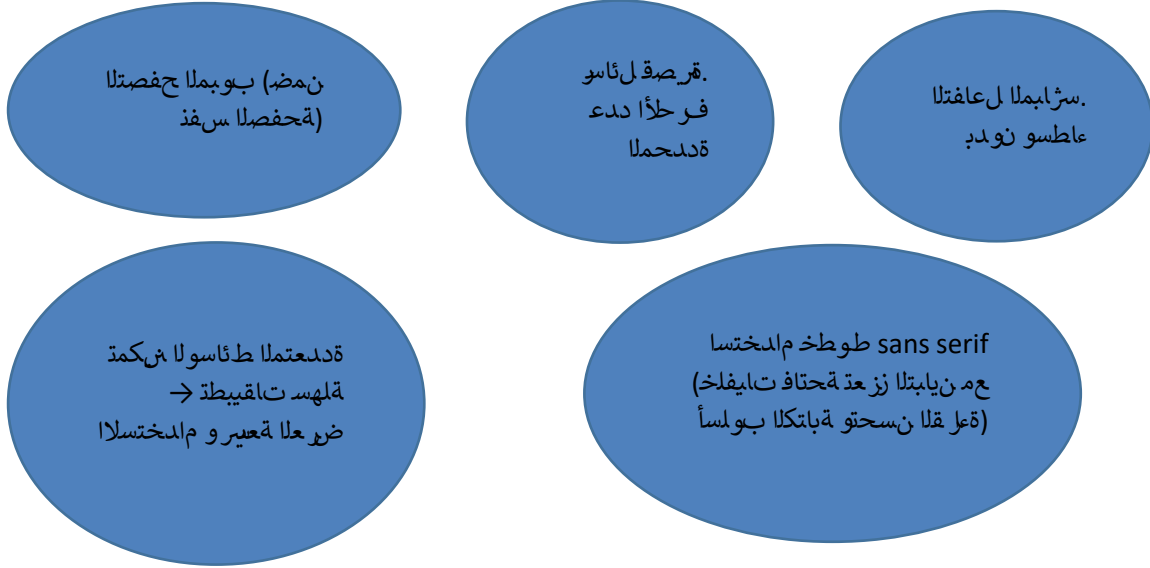 التفاعل المباشر.
بدون وسطاء
وسائل قصيرة.
عدد الأحرف
المحددة
التصفح المبوب (ضمن
نفس الصفحة)
استخدام خطوط sans serif
(خلفيات فاتحة تعزز التباين مع
أسلوب الكتابة وتحسن القراءة)
تمكن الوسائط المتعددة
← تطبيقات سهلة
الاستخدام وسريعة العرض